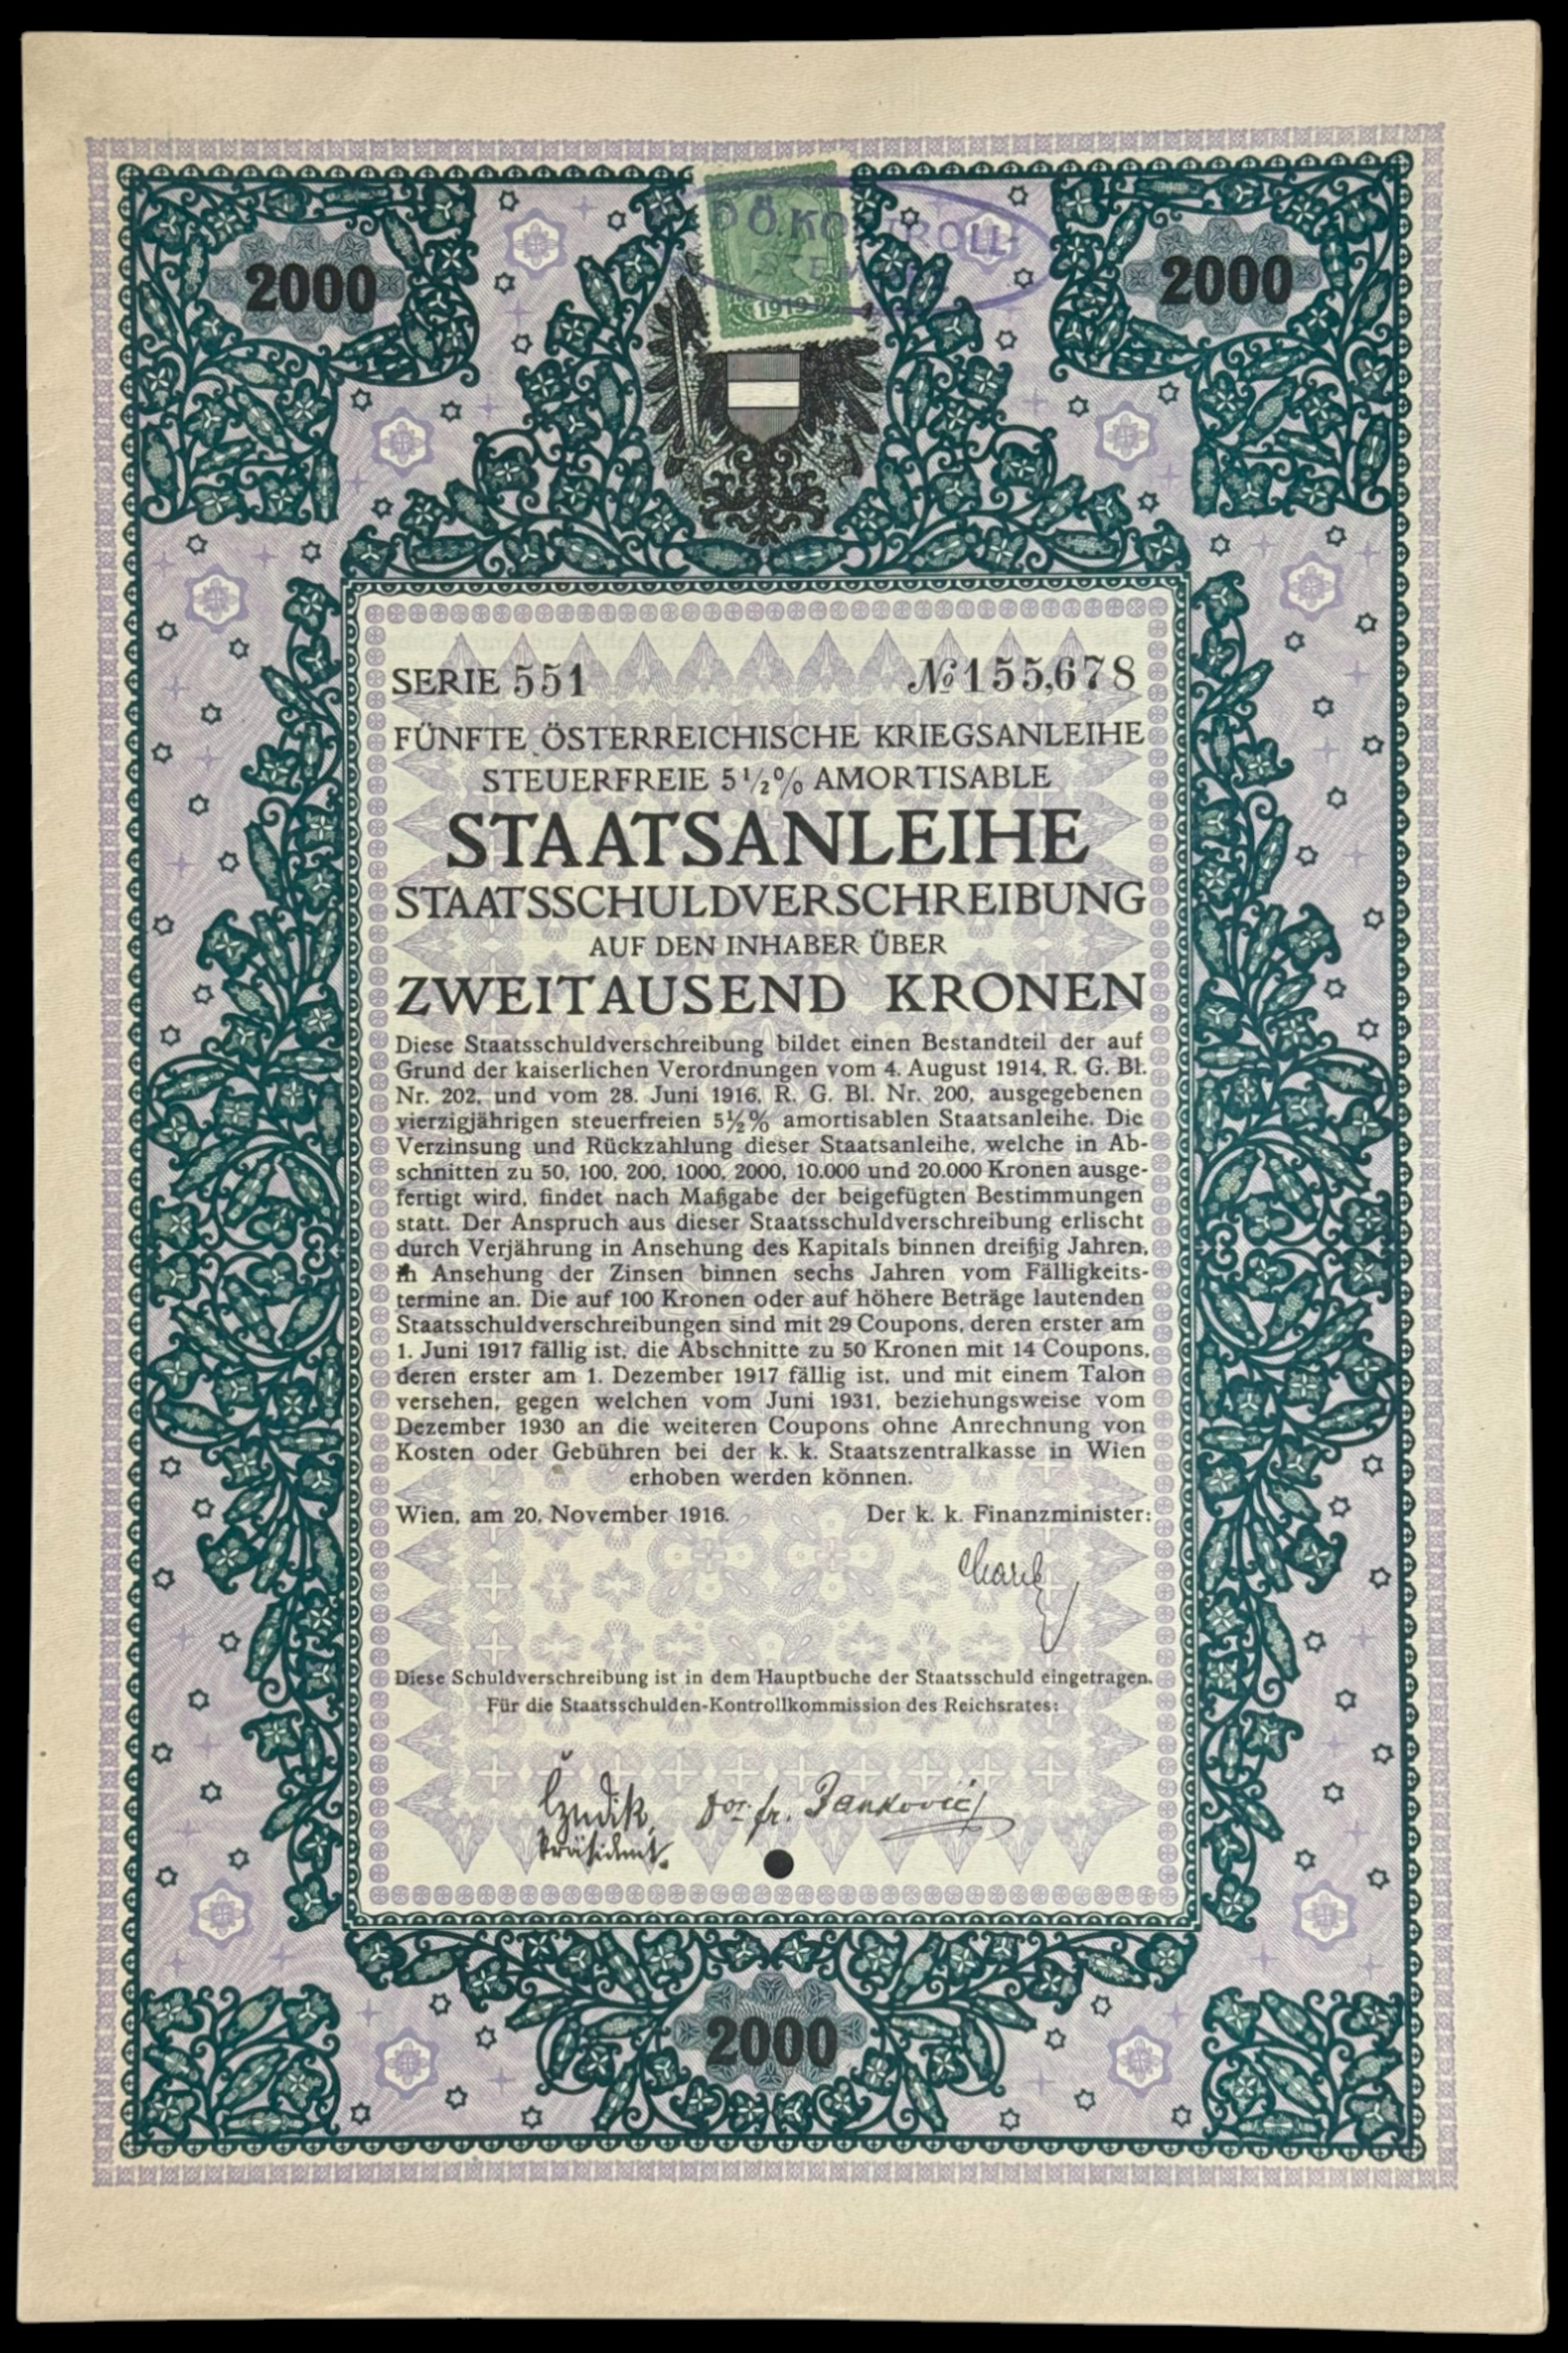 2000
2000
D.Ö. KONTROLL-
1919
SERIE 551 № 155,678
FÜNFTE ÖSTERREICHISCHE KRIEGSANLEIHE
STEUERFREIE 5½% AMORTISABLE
STAATSANLEIHE
STAATSSCHULDVERSCHREIBUNG
AUF DEN INHABER ÜBER
ZWEITAUSEND KRONEN
Diese Staatsschuldverschreibung bildet einen Bestandteil der auf
Grund der kaiserlichen Verordnungen vom 4. August 1914, R. G. Bl.
Nr. 202, und vom 28. Juni 1916, R. G. Bl. Nr. 200, ausgegebenen
vierzigjährigen steuerfreien 5½% amortisablen Staatsanleihe. Die
Verzinsung und Rückzahlung dieser Staatsanleihe, welche in Ab-
schnitten zu 50, 100, 200, 1000, 2000, 10.000 und 20.000 Kronen ausge-
fertigt wird, findet nach Maßgabe der beigefügten Bestimmungen
statt. Der Anspruch aus dieser Staatsschuldverschreibung erlischt
durch Verjährung in Ansehung des Kapitals binnen dreißig Jahren,
in Ansehung der Zinsen binnen sechs Jahren vom Fälligkeits-
termine an. Die auf 100 Kronen oder auf höhere Beträge lautenden
Staatsschuldverschreibungen sind mit 29 Coupons, deren erster am
1. Juni 1917 fällig ist, die Abschnitte zu 50 Kronen mit 14 Coupons,
deren erster am 1. Dezember 1917 fällig ist, und mit einem Talon
versehen, gegen welchen vom Juni 1931, beziehungsweise vom
Dezember 1930 an die weiteren Coupons ohne Anrechnung von
Kosten oder Gebühren bei der k. k. Staatszentralkasse in Wien
erhoben werden können.
Wien, am 20. November 1916. Der k. k. Finanzminister:
Diese Schuldverschreibung ist in dem Hauptbuche der Staatsschuld eingetragen.
Für die Staatsschulden-Kontrollkommission des Reichsrates:
fr. Janković
Präsident.
2000